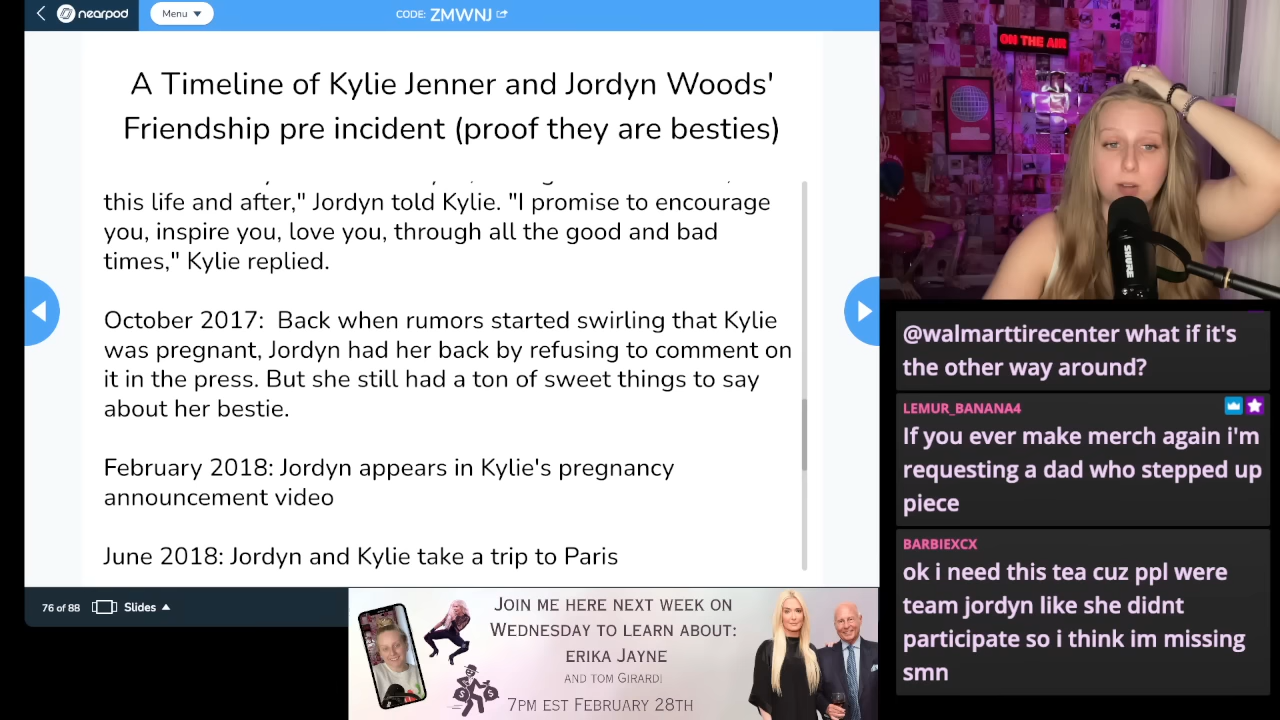 nearpod
Menu
CODE: ZMWNJ
A Timeline of Kylie Jenner and Jordyn Woods'
Friendship pre incident (proof they are besties)
this life and after," Jordyn told Kylie. "I promise to encourage
you, inspire you, love you, through all the good and bad
times," Kylie replied.
October 2017:  Back when rumors started swirling that Kylie
was pregnant, Jordyn had her back by refusing to comment on
it in the press. But she still had a ton of sweet things to say
about her bestie.
February 2018: Jordyn appears in Kylie's pregnancy
announcement video
June 2018: Jordyn and Kylie take a trip to Paris
76 of 88
Slides
JOIN ME HERE NEXT WEEK ON
WEDNESDAY TO LEARN ABOUT:
ERIKA JAYNE
AND TOM GIRARDI
7PM EST FEBRUARY 28TH
ON THE AIR
SHURE
@walmarttirecenter what if it's
the other way around?
LEMUR_BANANA4
If you ever make merch again i'm
requesting a dad who stepped up
piece
BARBIEXCX
ok i need this tea cuz ppl were
team jordyn like she didnt
participate so i think im missing
smn